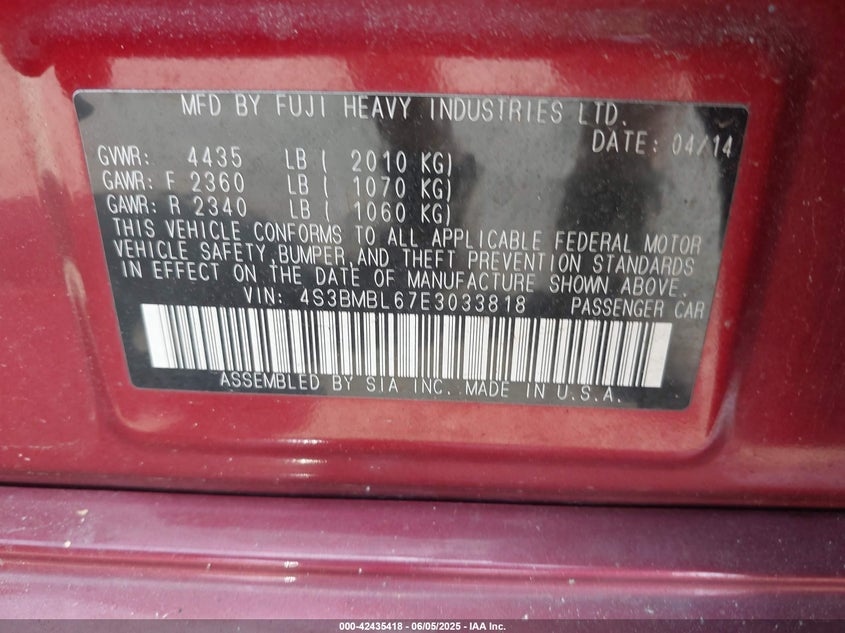 MFD BY FUJI HEAVY INDUSTRIES LTD.
DATE: 04/14
GVWR: 4435 LB ( 2010 KG)
GAWR: F 2360 LB ( 1070 KG)
GAWR: R 2340 LB ( 1060 KG)
THIS VEHICLE CONFORMS TO ALL APPLICABLE FEDERAL MOTOR
VEHICLE SAFETY, BUMPER, AND THEFT PREVENTION STANDARDS
IN EFFECT ON THE DATE OF MANUFACTURE SHOWN ABOVE.
VIN: 4S3BMBL67E3033818 PASSENGER CAR
ASSEMBLED BY SIA INC. MADE IN U.S.A.
000-42435418 - 06/05/2025 - IAA Inc.